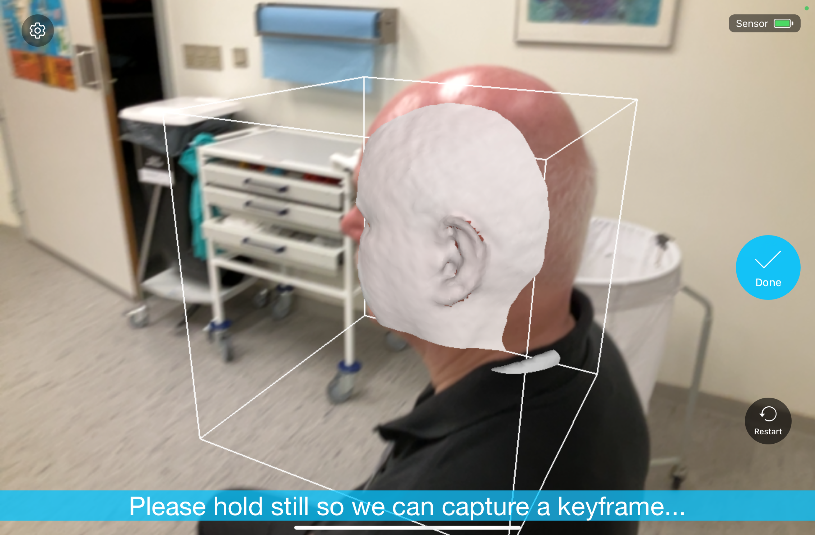 Sensor
Done
Restart
Please hold still so we can capture a keyframe...